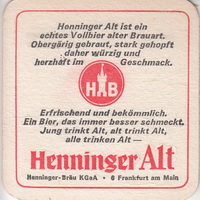 Henninger Alt ist ein
echtes Vollbier alter Brauart.
Obergärig gebraut, stark gehopft
daher würzig und
herzhaft im Geschmack.
HB
Erfrischend und bekömmlich.
Ein Bier, das immer besser schmeckt.
Jung trinkt Alt, alt trinkt Alt,
alle trinken Alt —
Henninger Alt
Henninger-Bräu KGaA • 6 Frankfurt am Main